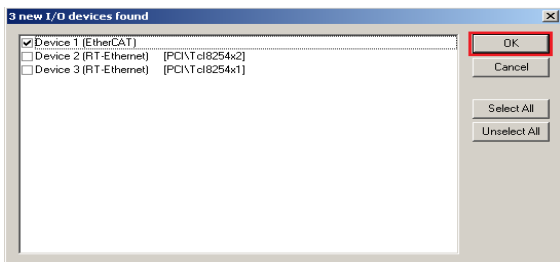 3 new I/O devices found
Device 1 (EtherCAT)
Device 2 (RT-Ethernet) [PCI\TcI8254x2]
Device 3 (RT-Ethernet) [PCI\TcI8254x1]
OK
Cancel
Select All
Unselect All